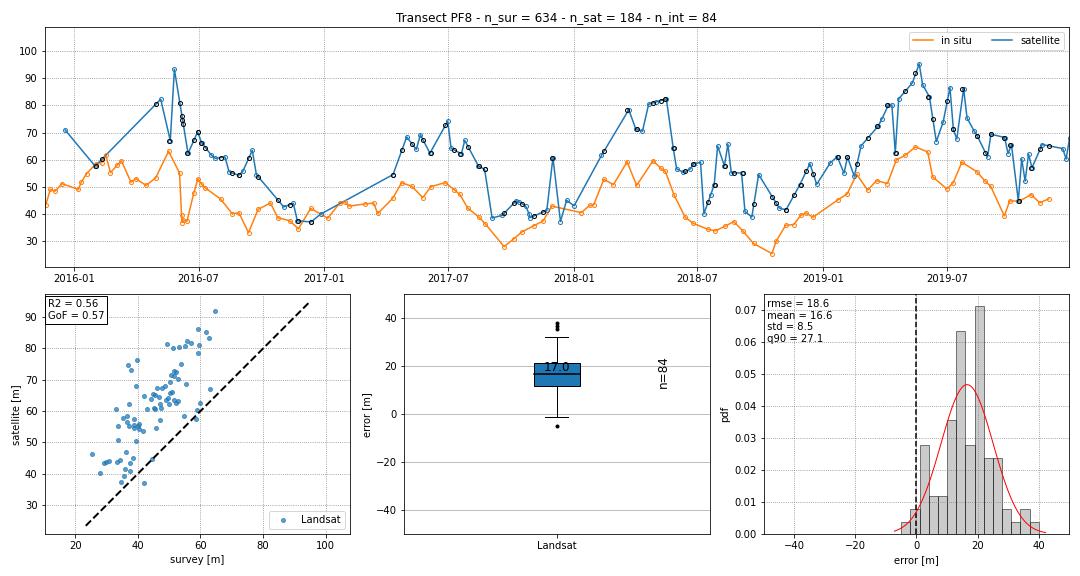 Transect PF8 - n_sur = 634 - n_sat = 184 - n_int = 84
in situ
satellite
100
90
80
70
60
50
40
30
2016-01
2016-07
2017-01
2017-07
2018-01
2018-07
2019-01
2019-07
R2 = 0.56
GoF = 0.57
90
80
70
60
50
40
30
satellite [m]
20
40
60
80
100
survey [m]
Landsat
40
20
0
−20
−40
error [m]
17.0
n=84
Landsat
rmse = 18.6
mean = 16.6
std = 8.5
q90 = 27.1
0.07
0.06
0.05
0.04
0.03
0.02
0.01
0.00
pdf
−40
−20
0
20
40
error [m]